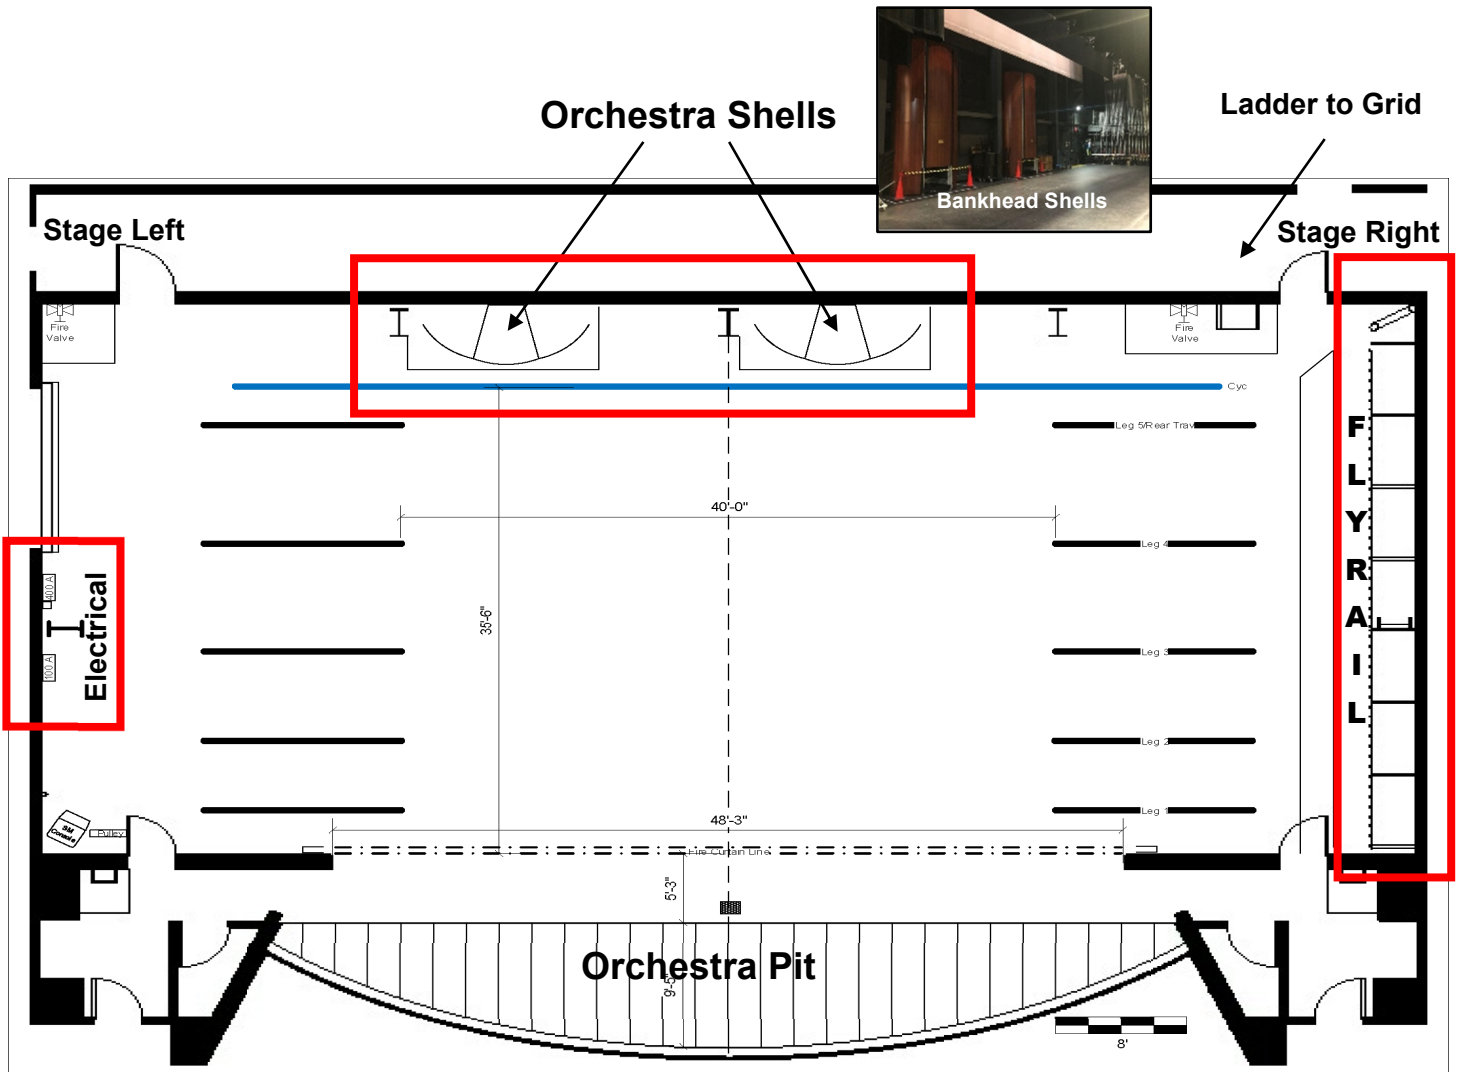 Orchestra Shells
Bankhead Shells
Ladder to Grid
Stage Left
Stage Right
Fire
Valve
Fire
Valve
Cyc
Leg 5/Rear Trav
FLYRAIL
40'-0"
Leg 4
400 A
Electrical
35'-6"
Leg 3
100 A
Leg 2
Leg 1
SM
Console
Pulley
48'-3"
Fire Curtain Line
5'-3"
Orchestra Pit
8'